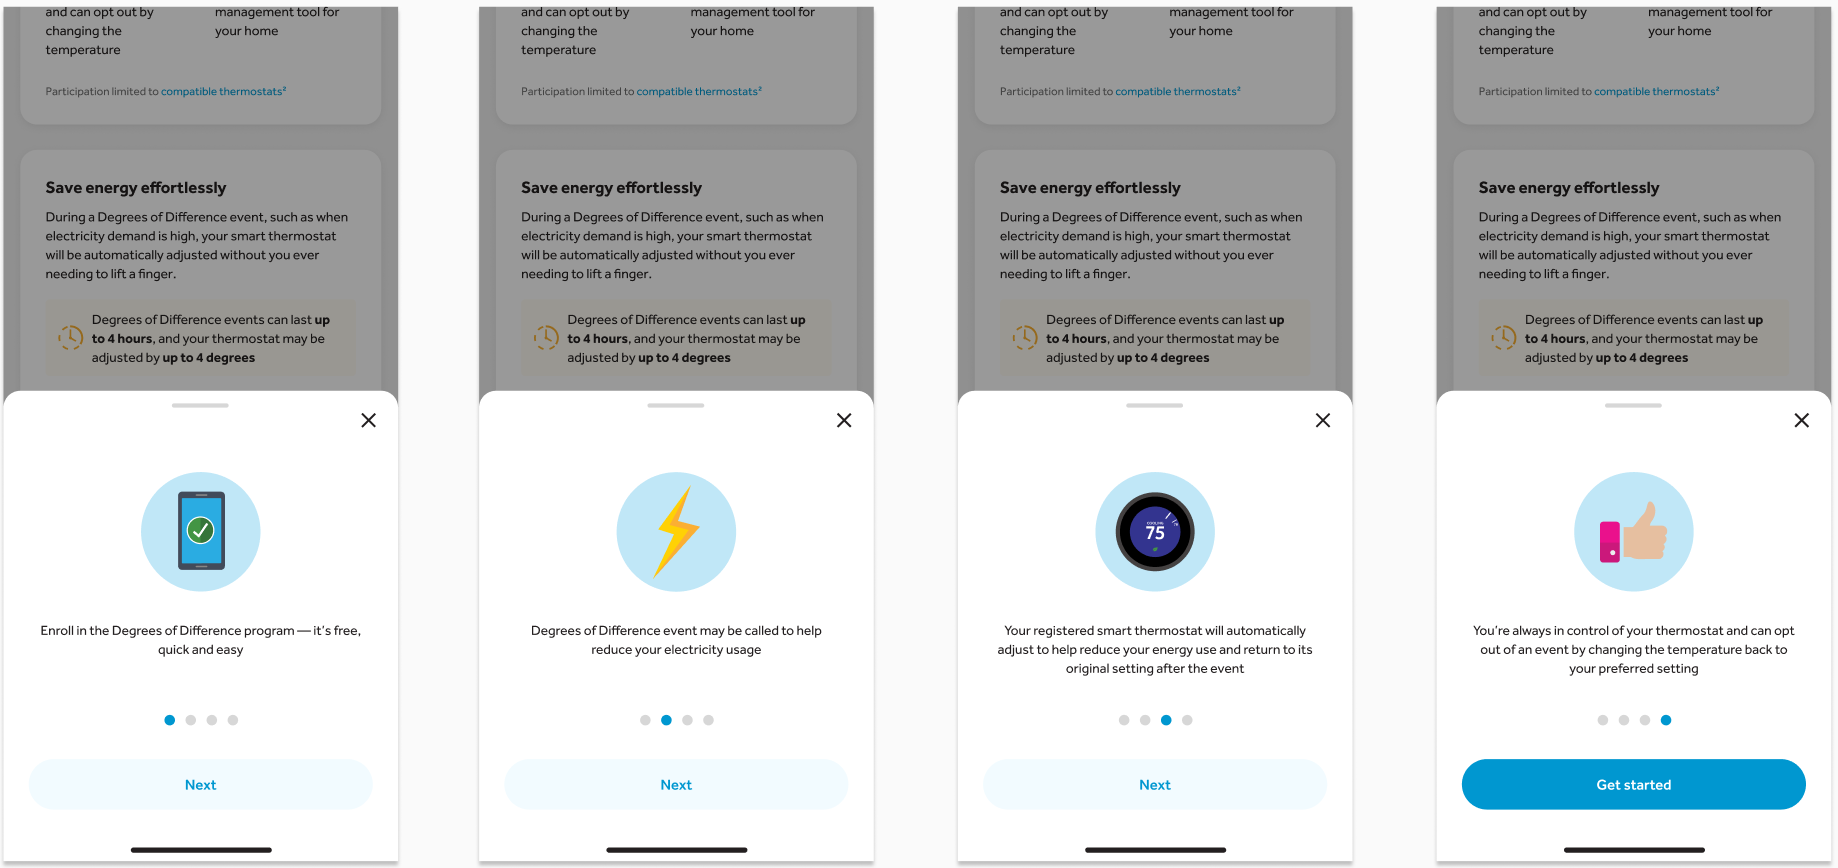 and can opt out by
changing the
temperature
management tool for
your home
Participation limited to compatible thermostats²
Save energy effortlessly
During a Degrees of Difference event, such as when
electricity demand is high, your smart thermostat
will be automatically adjusted without you ever
needing to lift a finger.
Degrees of Difference events can last up
to 4 hours, and your thermostat may be
adjusted by up to 4 degrees
Enroll in the Degrees of Difference program — it's free,
quick and easy
Next
and can opt out by
changing the
temperature
management tool for
your home
Participation limited to compatible thermostats²
Save energy effortlessly
During a Degrees of Difference event, such as when
electricity demand is high, your smart thermostat
will be automatically adjusted without you ever
needing to lift a finger.
Degrees of Difference events can last up
to 4 hours, and your thermostat may be
adjusted by up to 4 degrees
Degrees of Difference event may be called to help
reduce your electricity usage
Next
and can opt out by
changing the
temperature
management tool for
your home
Participation limited to compatible thermostats²
Save energy effortlessly
During a Degrees of Difference event, such as when
electricity demand is high, your smart thermostat
will be automatically adjusted without you ever
needing to lift a finger.
Degrees of Difference events can last up
to 4 hours, and your thermostat may be
adjusted by up to 4 degrees
COOLING
75
Your registered smart thermostat will automatically
adjust to help reduce your energy use and return to its
original setting after the event
Next
and can opt out by
changing the
temperature
management tool for
your home
Participation limited to compatible thermostats²
Save energy effortlessly
During a Degrees of Difference event, such as when
electricity demand is high, your smart thermostat
will be automatically adjusted without you ever
needing to lift a finger.
Degrees of Difference events can last up
to 4 hours, and your thermostat may be
adjusted by up to 4 degrees
You're always in control of your thermostat and can opt
out of an event by changing the temperature back to
your preferred setting
Get started